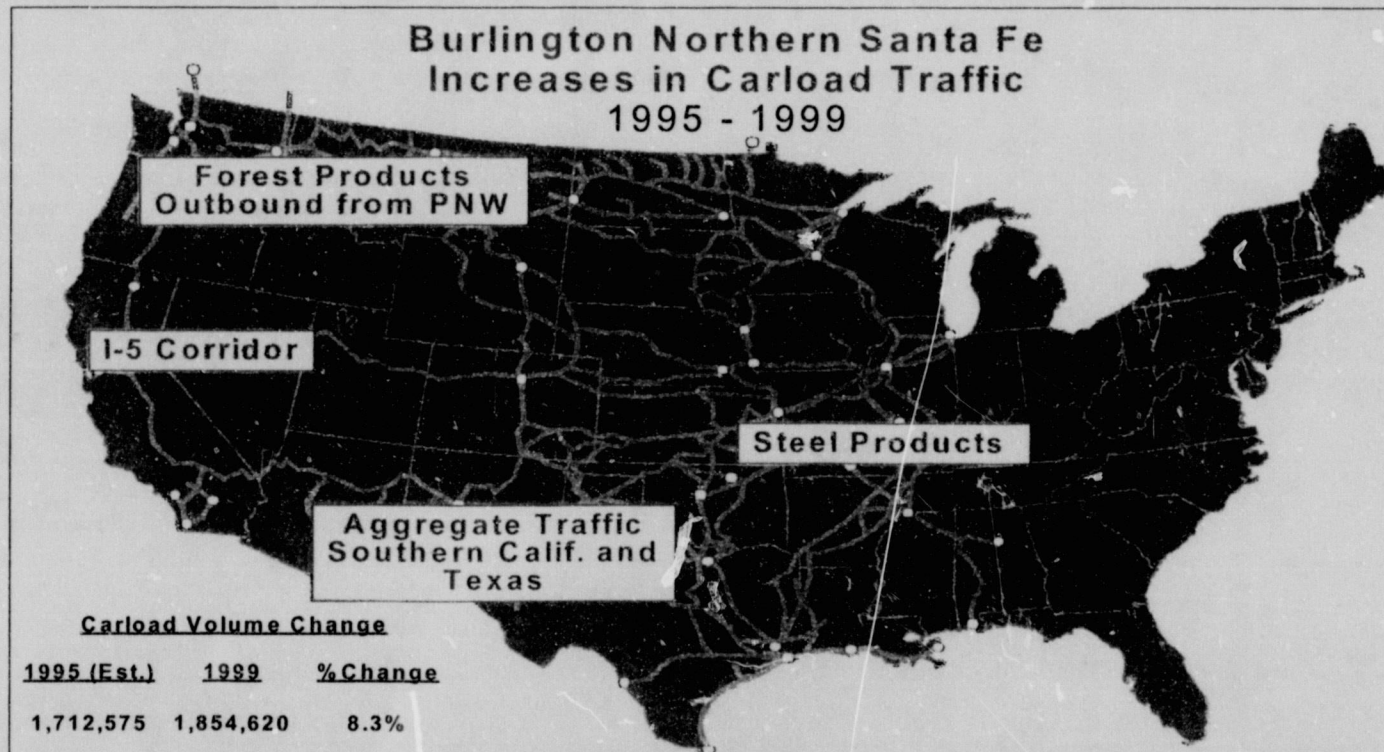 Burlington Northern Santa Fe
Increases in Carload Traffic
1995 - 1999
Forest Products
Outbound from PNW
I-5 Corridor
Steel Products
Aggregate Traffic
Southern Calif. and
Texas
Carload Volume Change
1995 (Est.) 1999 %Change
1,712,575 1,854,620 8.3%